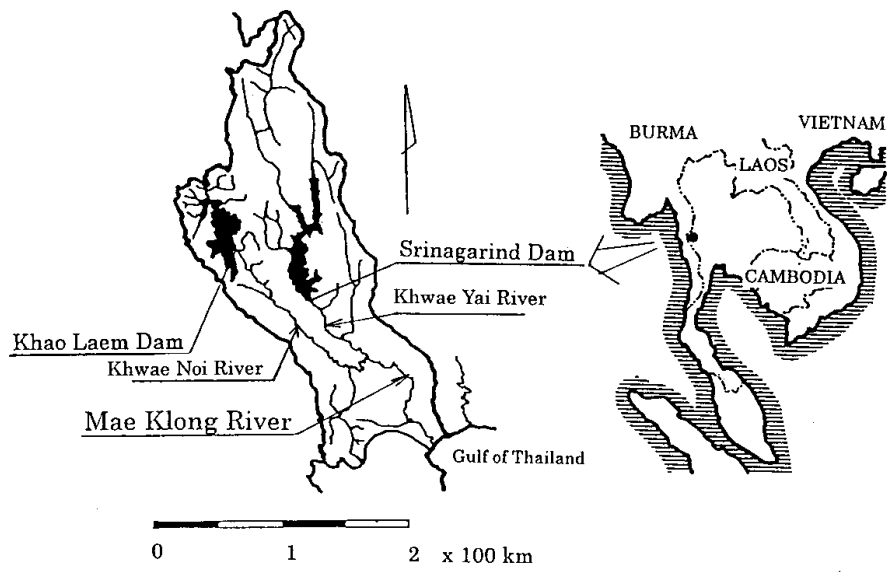 BURMA
VIETNAM
LAOS
Srinagarind Dam
CAMBODIA
Khwae Yai River
Khao Laem Dam
Khwae Noi River
Mae Klong River
Gulf of Thailand
0 1 2 x 100 km